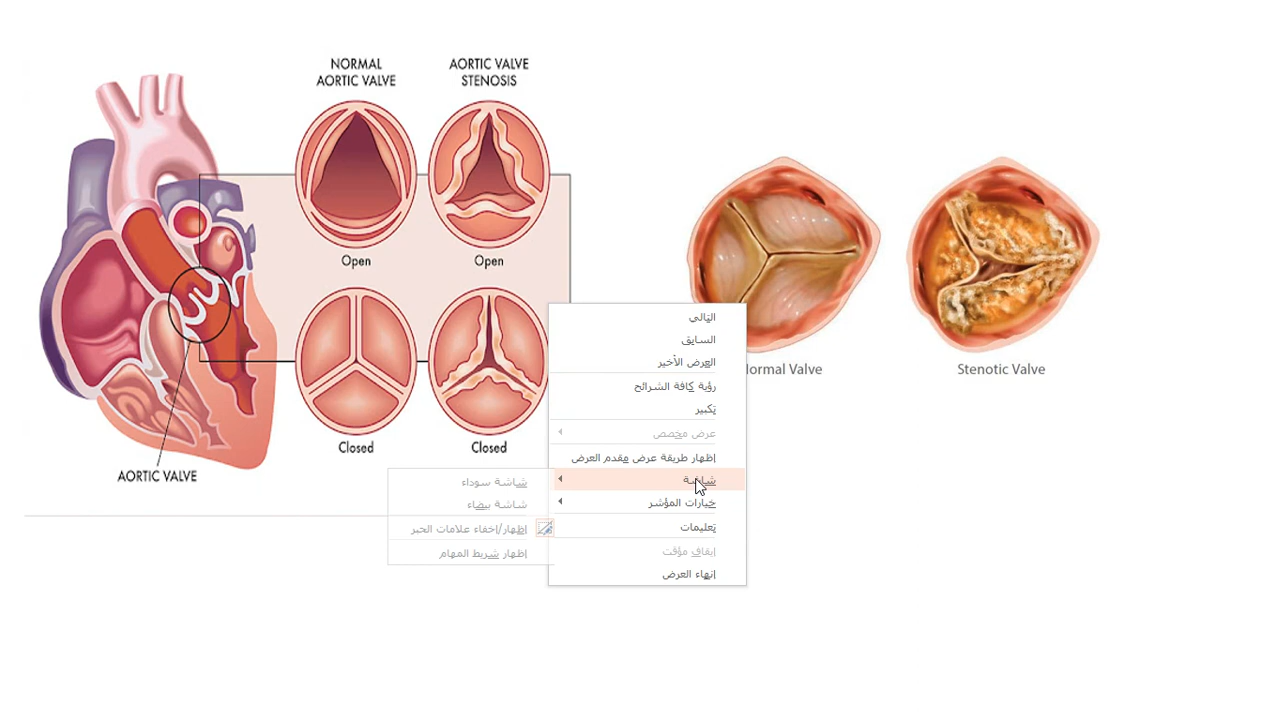 NORMAL
AORTIC VALVE
AORTIC VALVE
STENOSIS
Open
Open
Closed
Closed
AORTIC VALVE
ormal Valve
Stenotic Valve
التالي
السابق
العرض الأخير
رؤية كافة الشرائح
تكبير
عرض مخصص
إظهار طريقة عرض مقدم العرض
شاشة
خيارات المؤشر
تعليمات
إيقاف مؤقت
إنهاء العرض
شاشة سوداء
شاشة بيضاء
إظهار/إخفاء علامات الحبر
إظهار شريط المهام